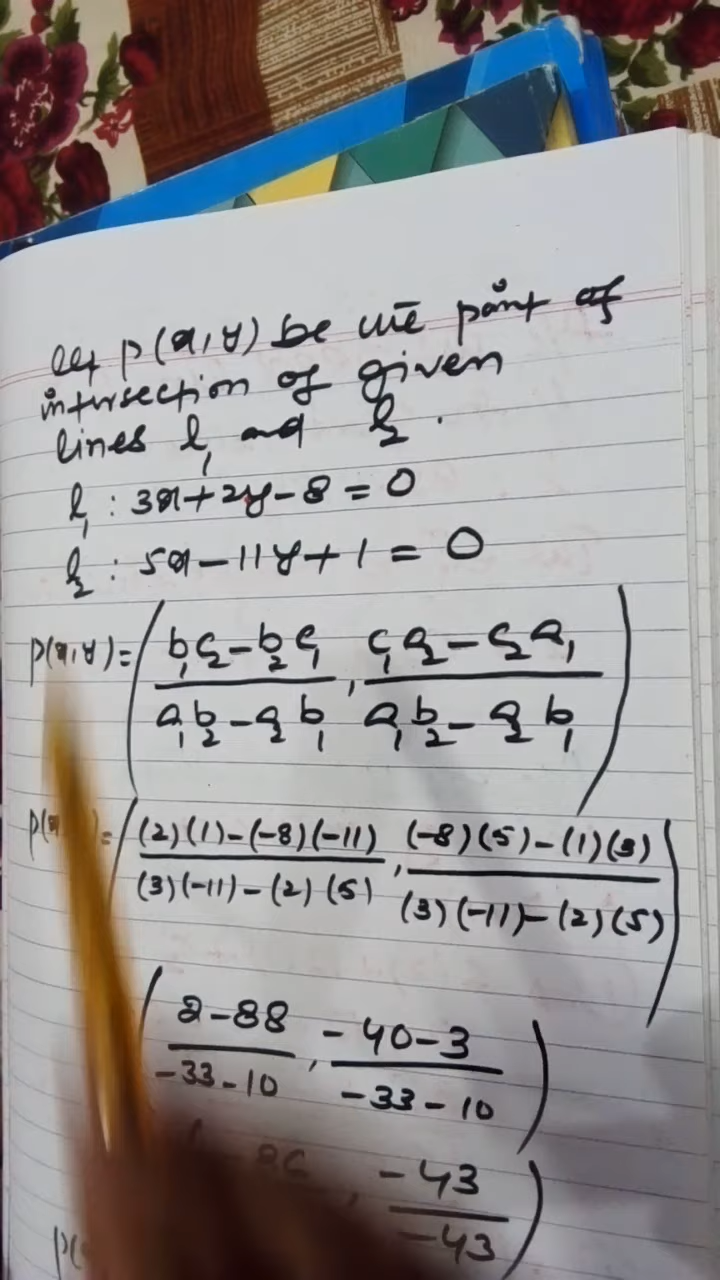 let p(x,y) be the point of
intersection of given
lines l₁ and l₂.
l₁ : 3x+2y-8=0
l₂ : 5x-11y+1=0
p(x,y)=(b₁c₂-b₂c₁/a₁b₂-a₂b₁, c₁a₂-c₂a₁/a₁b₂-a₂b₁)
=((2)(1)-(-8)(-11)/(3)(-11)-(2)(5), (-8)(5)-(1)(3)/(3)(-11)-(2)(5))
(2-88/-33-10, -40-3/-33-10)
-43/-43)